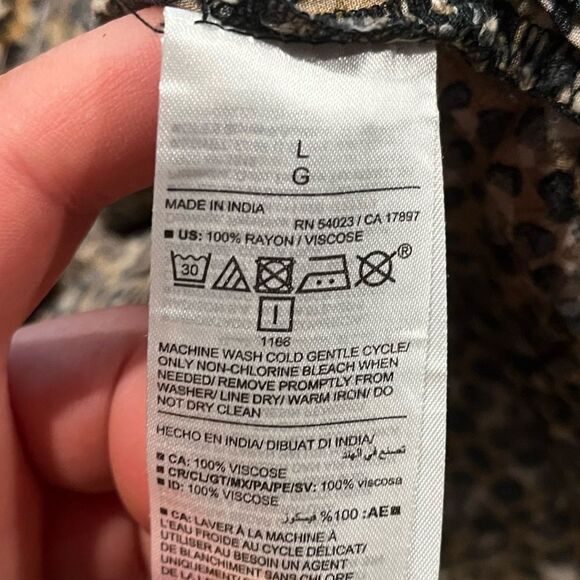 L
G
MADE IN INDIA
RN 54023 / CA 17897
■ US: 100% RAYON / VISCOSE
30
®
I
1166
MACHINE WASH COLD GENTLE CYCLE/
ONLY NON-CHLORINE BLEACH WHEN
NEEDED/ REMOVE PROMPTLY FROM
WASHER/ LINE DRY/ WARM IRON/ DO
NOT DRY CLEAN
HECHO EN INDIA/ DIBUAT DI INDIA/
تصنع في الهند
■ CA: 100% VISCOSE
■ CR/CL/GT/MX/PA/PE/SV: 100% viscosa
■ ID: 100% VISCOSE
■AE: 100% فيسكوز
■ CA: LAVER À LA MACHINE À
L'EAU FROIDE AU CYCLE DÉLICAT/
UTILISER AU BESOIN UN AGENT
DE BLANCHIMENT SANS CHLORE